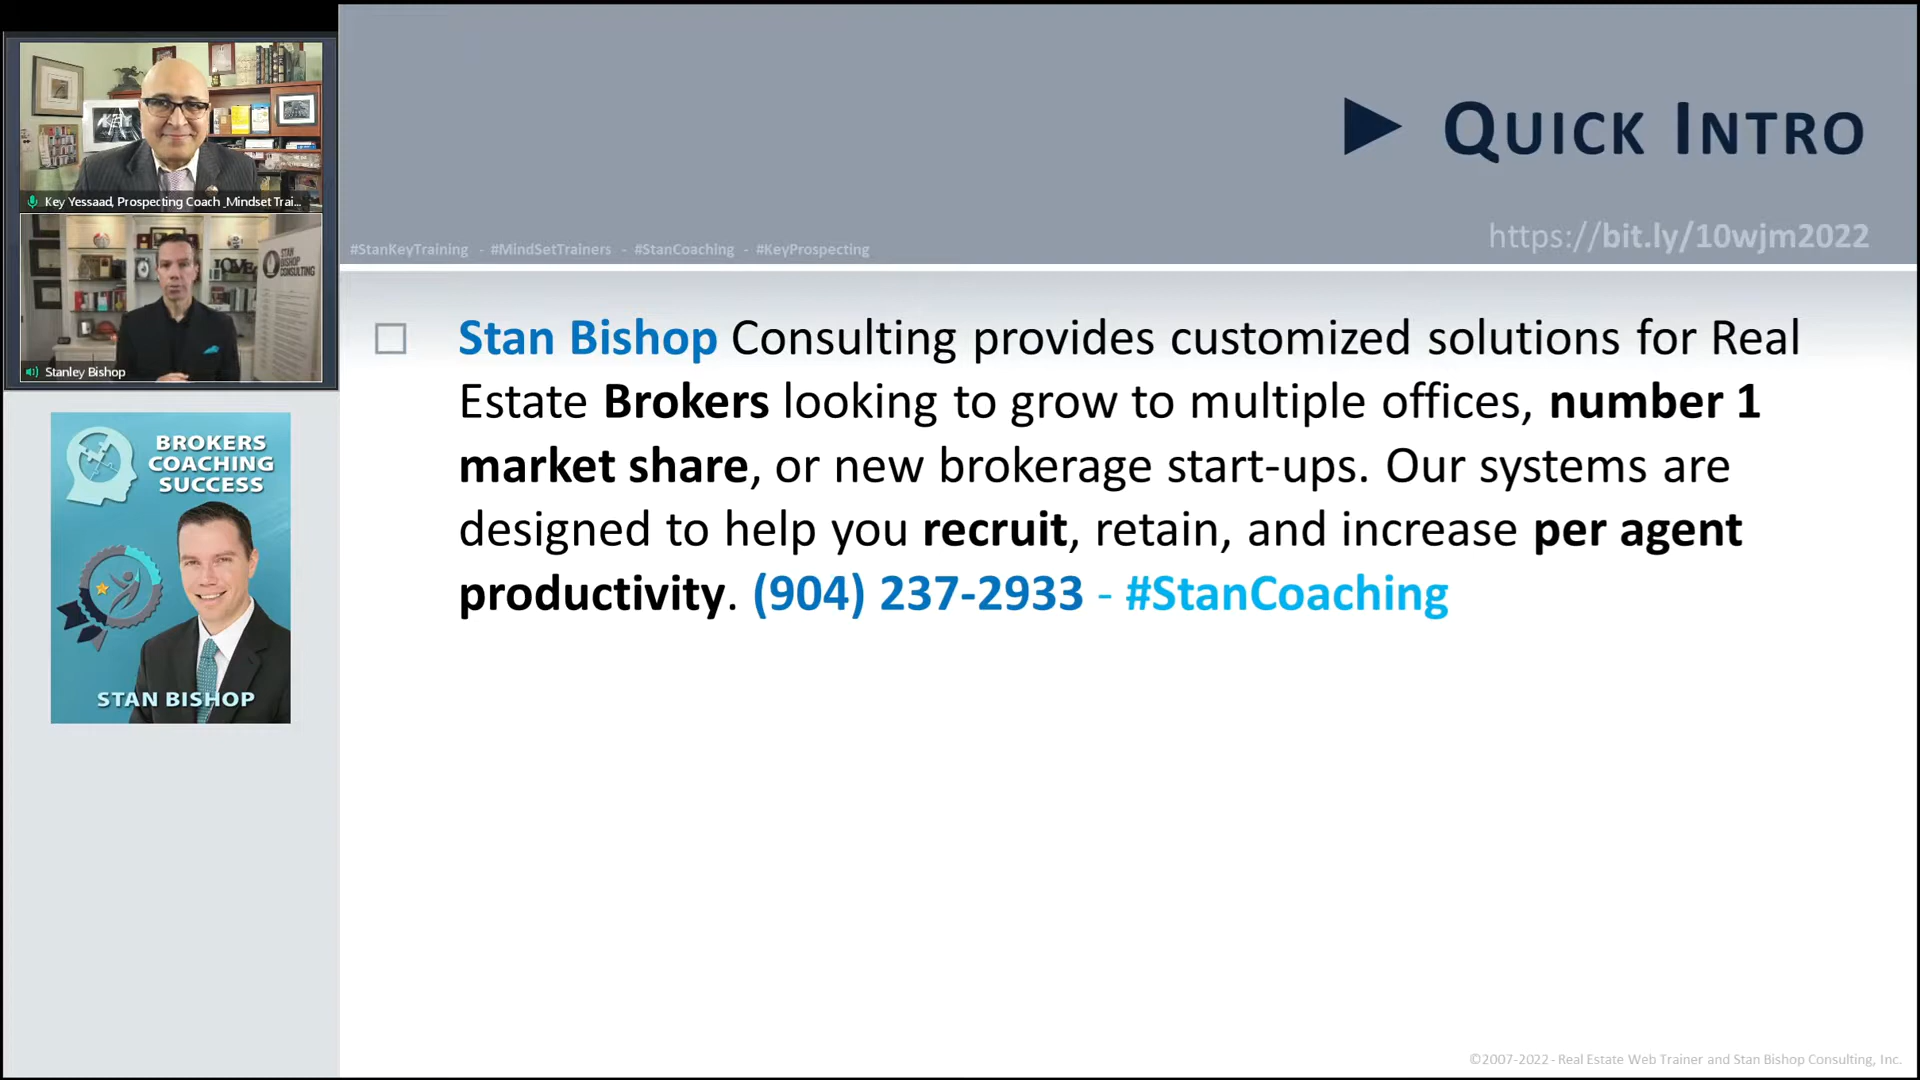 Key Yessaad, Prospecting Coach _Mindset Trai...
STAN
BISHOP
CONSULTING
Stanley Bishop
BROKERS
COACHING
SUCCESS
STAN BISHOP
► QUICK INTRO
https://bit.ly/10wjm2022
#StanKeyTraining - #MindSetTrainers - #StanCoaching - #KeyProspecting
Stan Bishop Consulting provides customized solutions for Real
Estate Brokers looking to grow to multiple offices, number 1
market share, or new brokerage start-ups. Our systems are
designed to help you recruit, retain, and increase per agent
productivity. (904) 237-2933 - #StanCoaching
©2007-2022 - Real Estate Web Trainer and Stan Bishop Consulting, Inc.